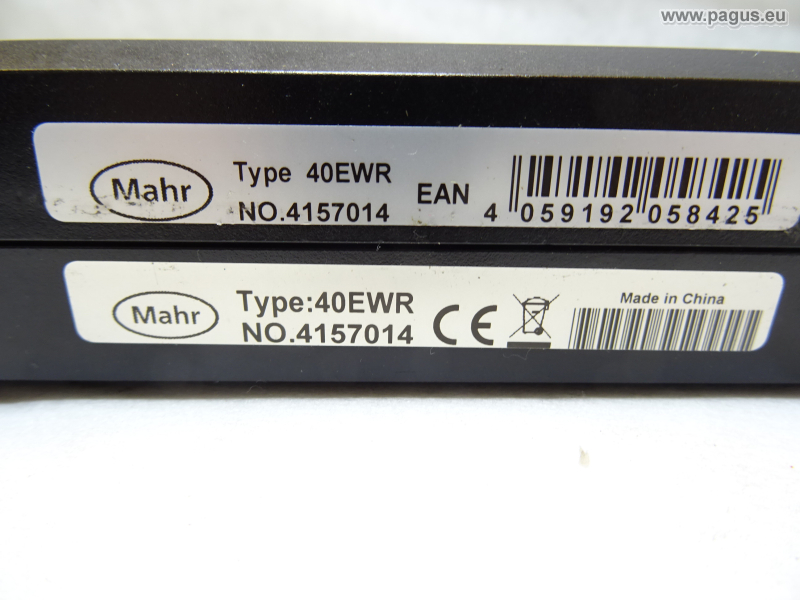 www.pagus.eu
Mahr
Type 40EWR
NO.4157014
EAN
4 059192 058425
Mahr
Type:40EWR
NO.4157014
CE
Made in China